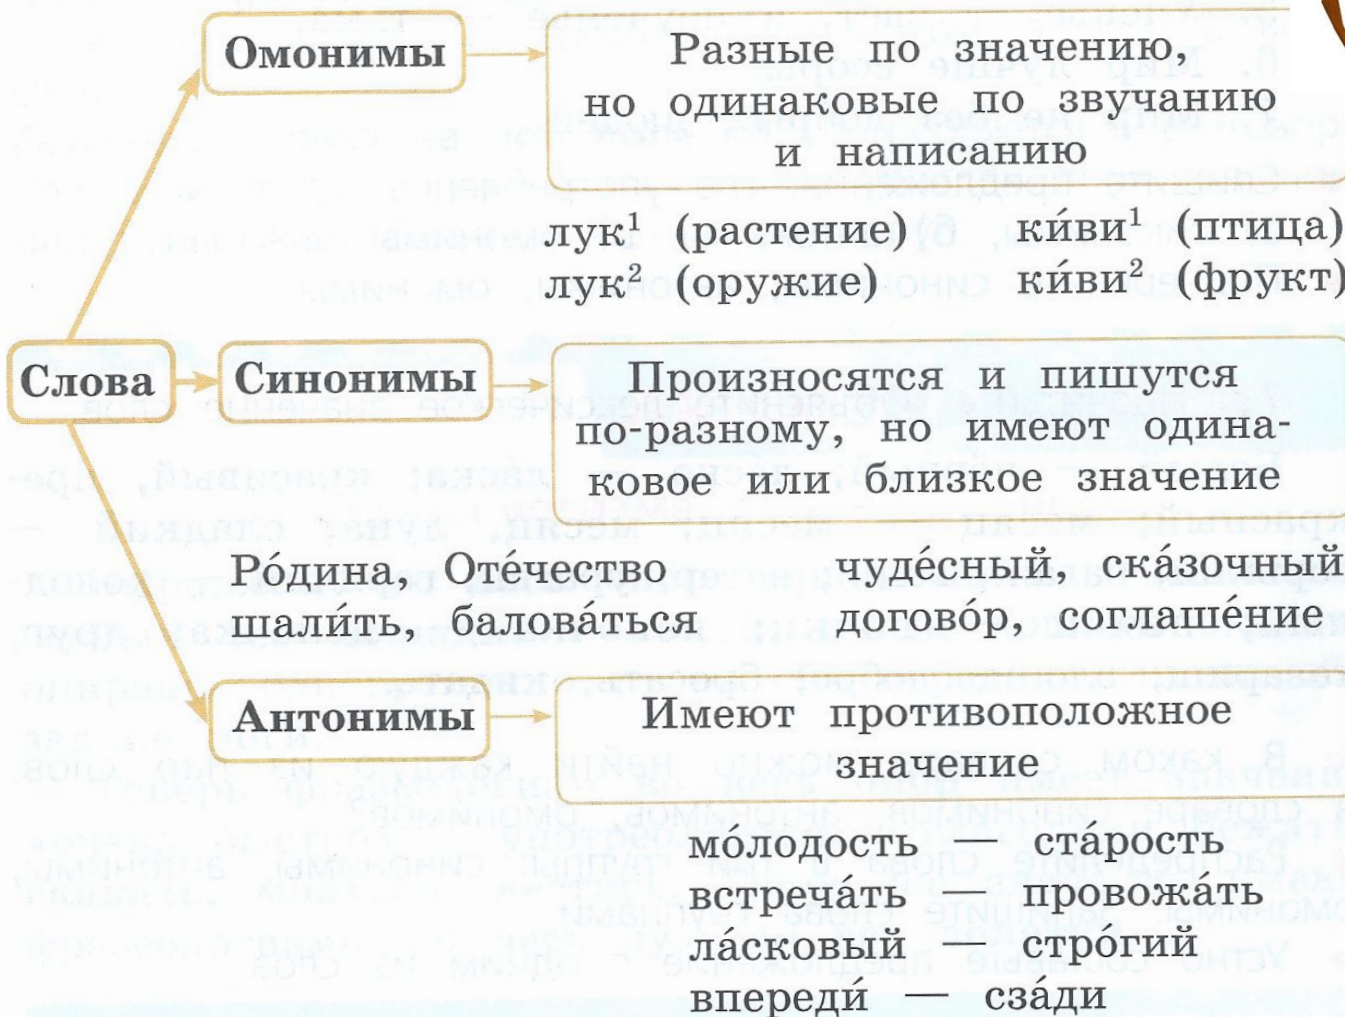 Омонимы
Разные по значению,
но одинаковые по звучанию
и написанию
лук¹ (растение) ки́ви¹ (птица)
лук² (оружие) ки́ви² (фрукт)
Слова
Синонимы
Произносятся и пишутся
по-разному, но имеют одина-
ковое или близкое значение
Ро́дина, Оте́чество чуде́сный, ска́зочный
шали́ть, балова́ться догово́р, соглаше́ние
Антонимы
Имеют противоположное
значение
мо́лодость — ста́рость
встреча́ть — провожа́ть
ла́сковый — стро́гий
впереди́ — сза́ди